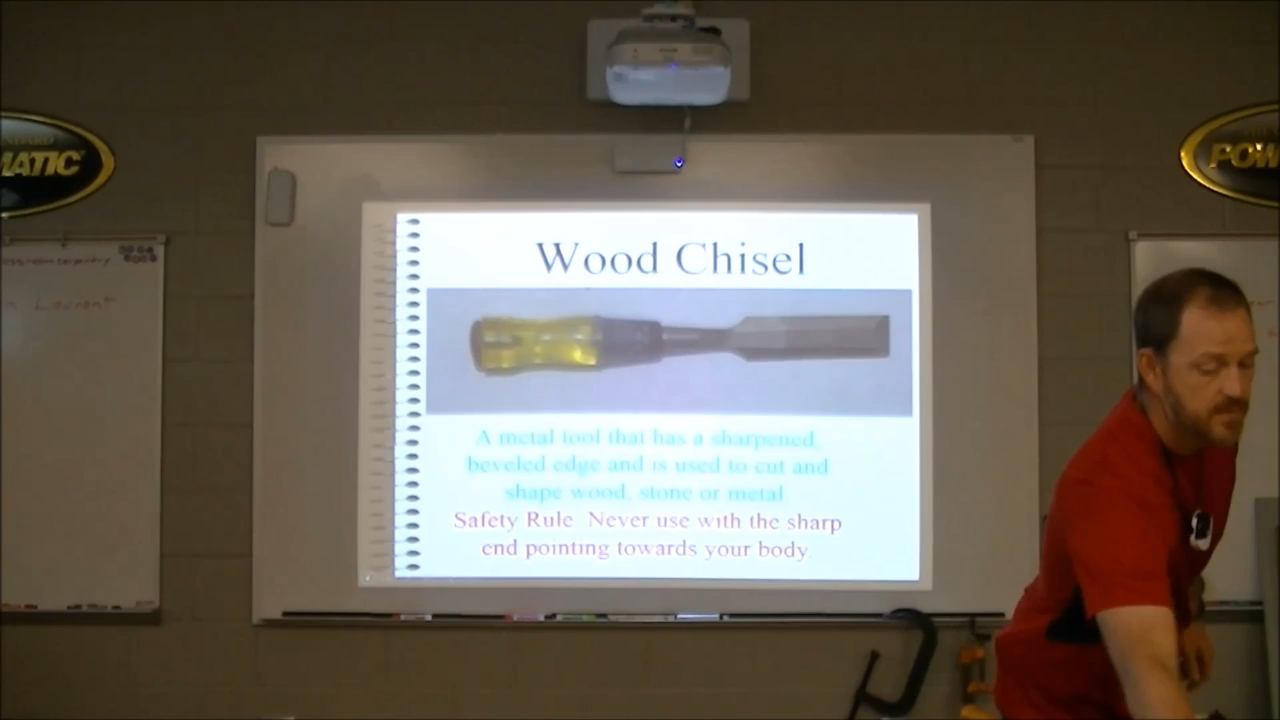 MATIC
POW
Wood Chisel
A metal tool that has a sharpened,
beveled edge and is used to cut and
shape wood, stone or metal
Safety Rule Never use with the sharp
end pointing towards your body